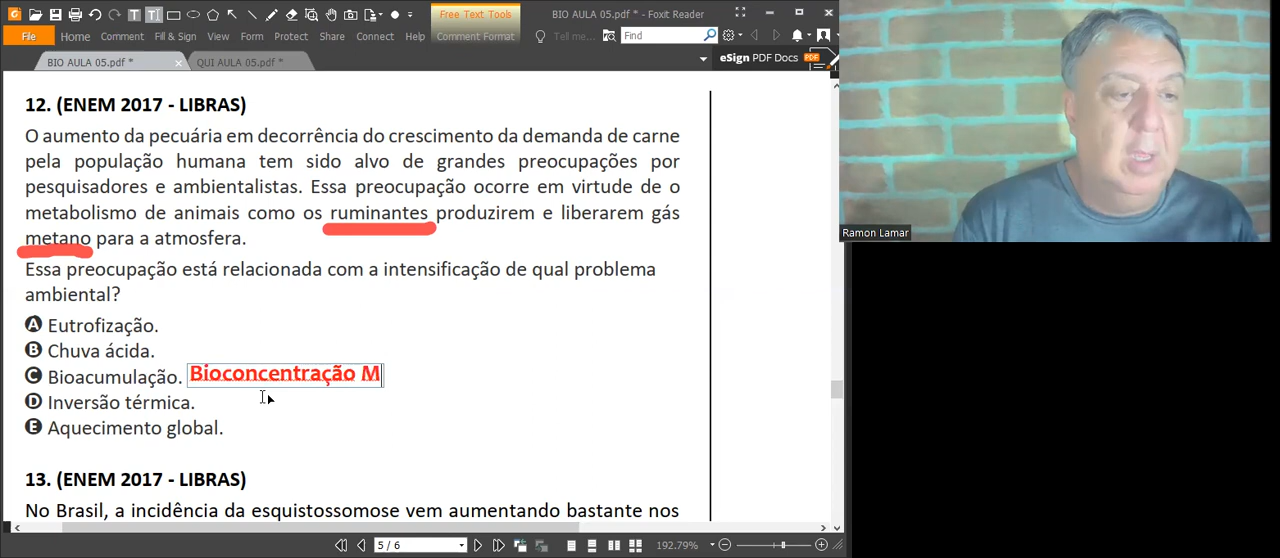 Free Text Tools
BIO AULA 05.pdf * - Foxit Reader
File Home Comment Fill & Sign View Form Protect Share Connect Help Comment Format Tell me... Find
BIO AULA 05.pdf * QUI AULA 05.pdf * eSign PDF Docs PDF
12. (ENEM 2017 - LIBRAS)
O aumento da pecuária em decorrência do crescimento da demanda de carne
pela população humana tem sido alvo de grandes preocupações por
pesquisadores e ambientalistas. Essa preocupação ocorre em virtude de o
metabolismo de animais como os ruminantes produzirem e liberarem gás
metano para a atmosfera.
Essa preocupação está relacionada com a intensificação de qual problema
ambiental?
A Eutrofização.
B Chuva ácida.
C Bioacumulação. Bioconcentração M
D Inversão térmica.
E Aquecimento global.
13. (ENEM 2017 - LIBRAS)
No Brasil, a incidência da esquistossomose vem aumentando bastante nos
5 / 6 192.79%
Ramon Lamar